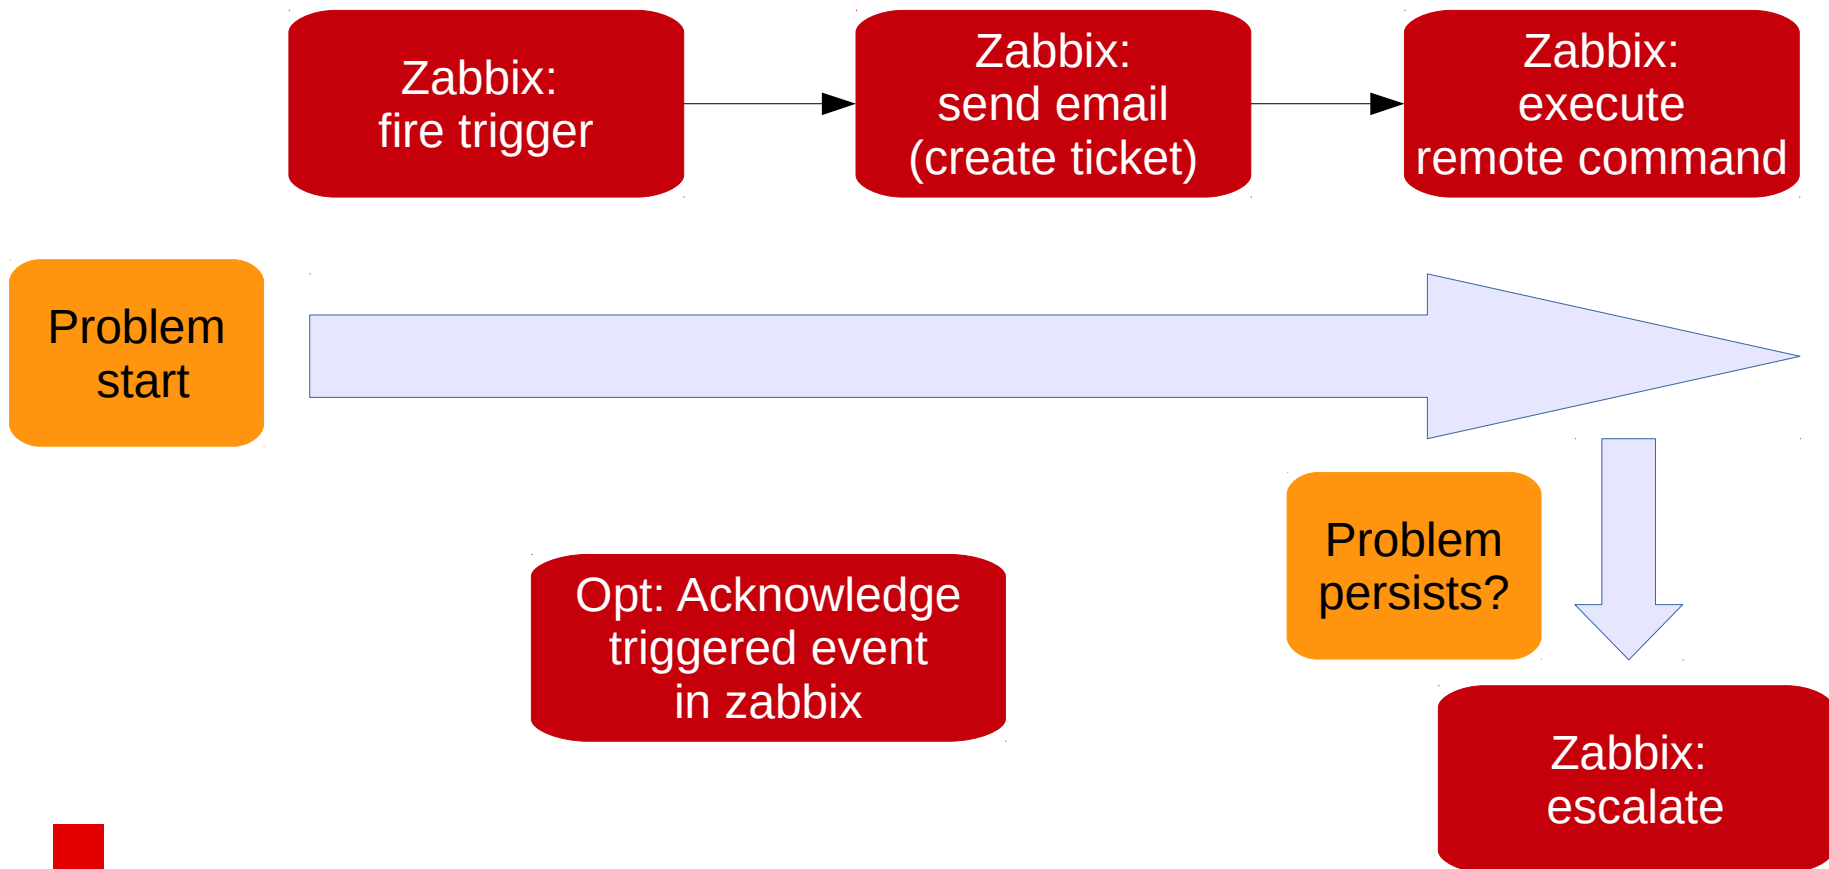 Zabbix:
fire trigger
Zabbix:
send email
(create ticket)
Zabbix:
execute
remote command
Problem
start
Problem
persists?
Opt: Acknowledge
triggered event
in zabbix
Zabbix:
escalate